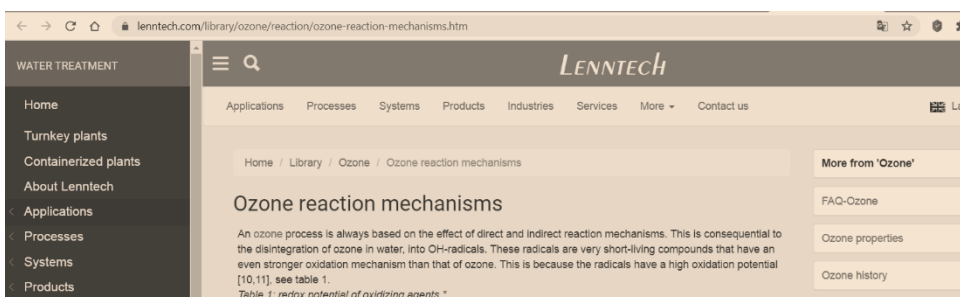 lenntech.com/library/ozone/reaction/ozone-reaction-mechanisms.htm
WATER TREATMENT
Home
Turnkey plants
Containerized plants
About Lenntech
Applications
Processes
Systems
Products
LENNTECH
Applications Processes Systems Products Industries Services More Contact us
Home / Library / Ozone / Ozone reaction mechanisms
Ozone reaction mechanisms
An ozone process is always based on the effect of direct and indirect reaction mechanisms. This is consequential to
the disintegration of ozone in water, into OH-radicals. These radicals are very short-living compounds that have an
even stronger oxidation mechanism than that of ozone. This is because the radicals have a high oxidation potential
[10,11], see table 1.
Table 1: redox potential of oxidizing agents *
More from 'Ozone'
FAQ-Ozone
Ozone properties
Ozone history